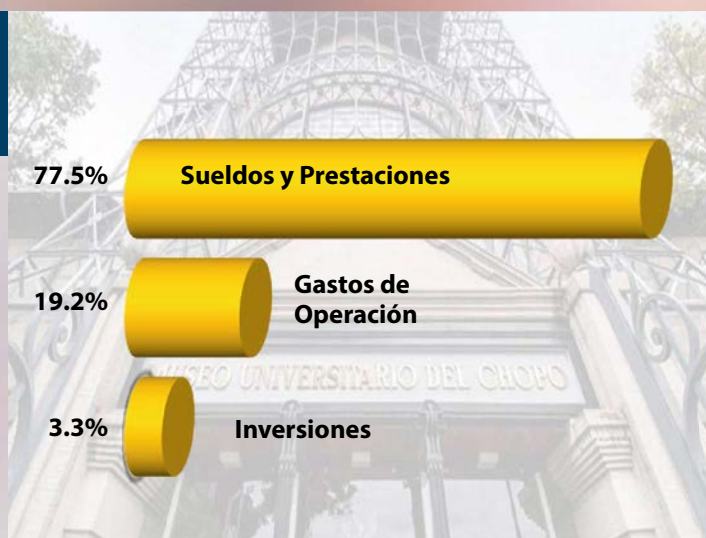 77.5%
Sueldos y Prestaciones
19.2%
Gastos de
Operación
MUSEO UNIVERSITARIO DEL CHOPO
3.3%
Inversiones